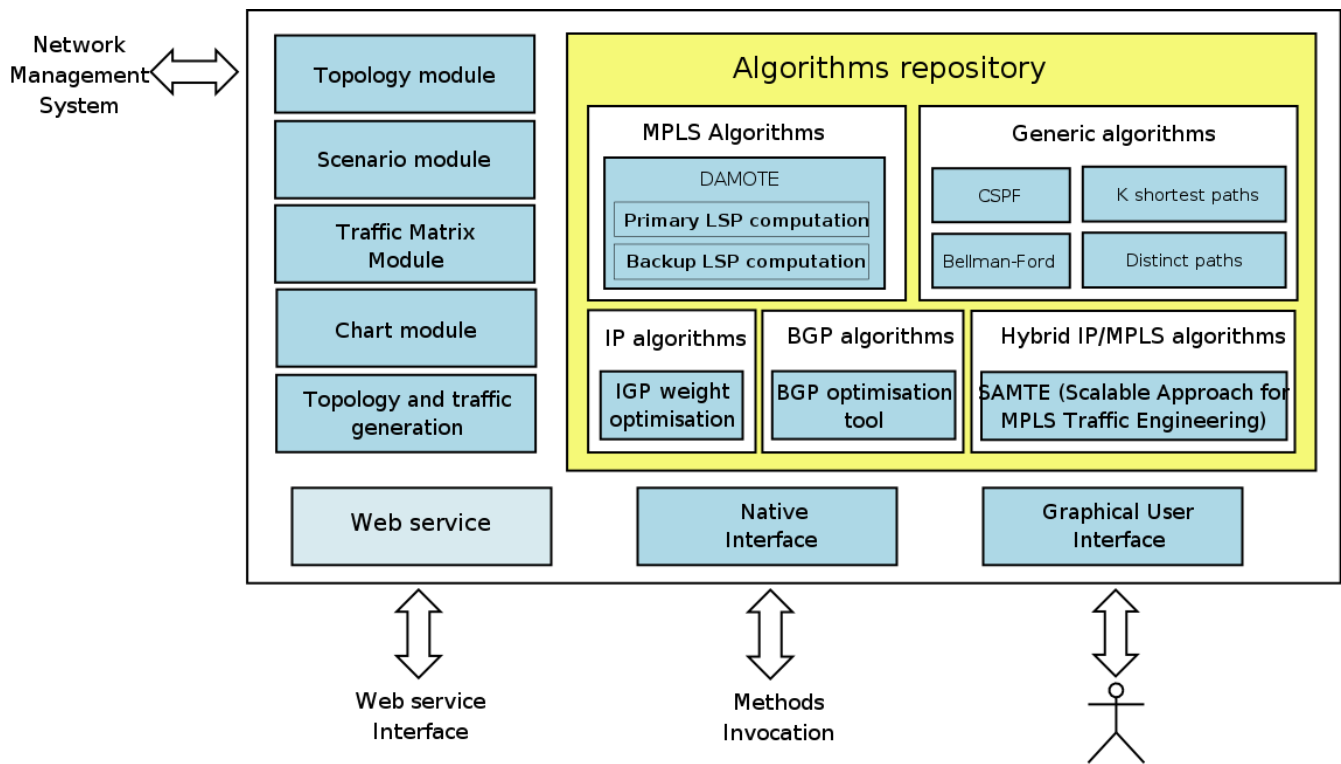 Network
Management
System
Topology module
Scenario module
Traffic Matrix
Module
Chart module
Topology and traffic
generation
Algorithms repository
MPLS Algorithms
DAMOTE
Primary LSP computation
Backup LSP computation
Generic algorithms
CSPF
K shortest paths
Bellman-Ford
Distinct paths
IP algorithms
IGP weight
optimisation
BGP algorithms
BGP optimisation
tool
Hybrid IP/MPLS algorithms
SAMTE (Scalable Approach for
MPLS Traffic Engineering)
Web service
Native
Interface
Graphical User
Interface
Web service
Interface
Methods
Invocation